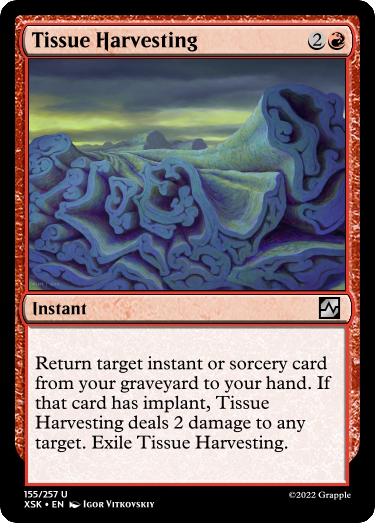 Tissue Harvesting 2
Instant
Return target instant or sorcery card
from your graveyard to your hand. If
that card has implant, Tissue
Harvesting deals 2 damage to any
target. Exile Tissue Harvesting.
155/257 U
XSK • EN Igor Vitkovskiy
©2022 Grapple